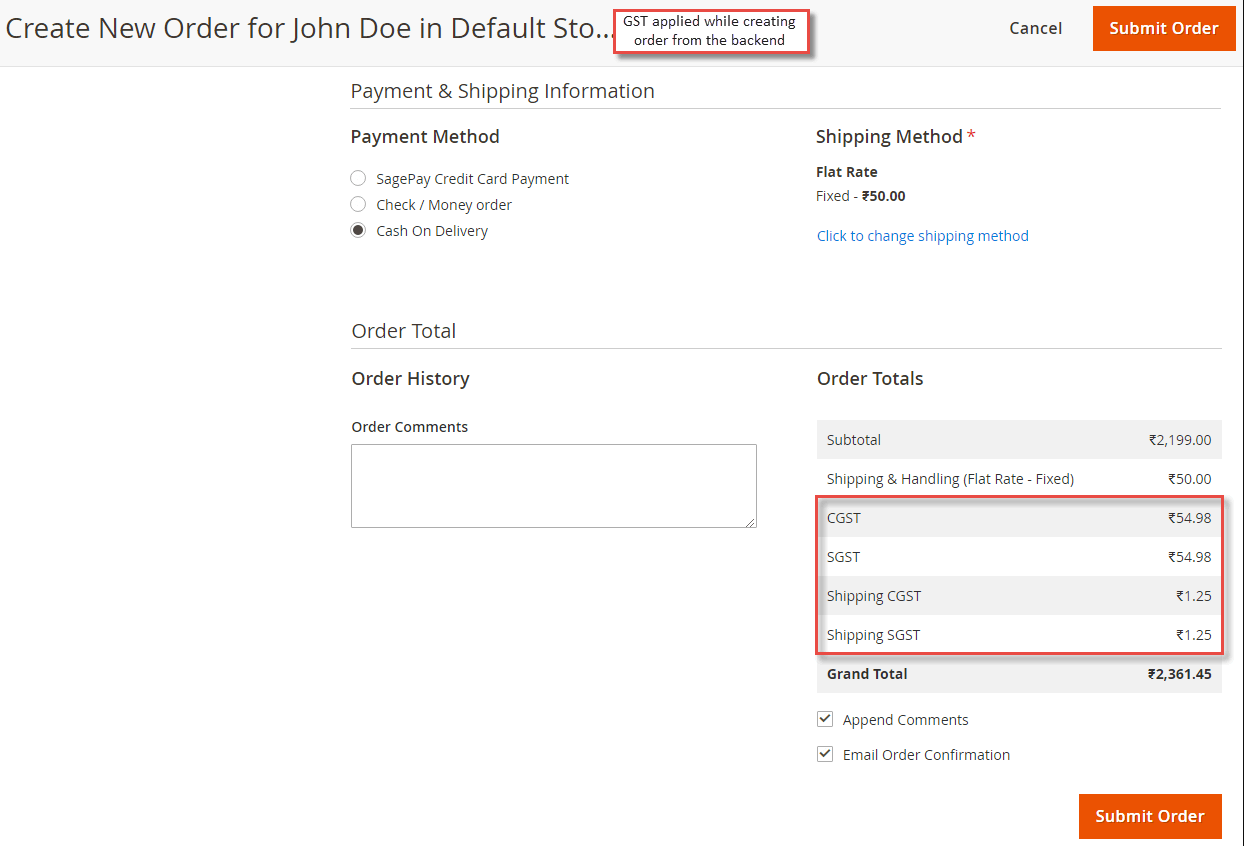 Create New Order for John Doe in Default Sto...
GST applied while creating
order from the backend
Cancel
Submit Order
Payment & Shipping Information
Payment Method
SagePay Credit Card Payment
Check / Money order
Cash On Delivery
Shipping Method *
Flat Rate
Fixed - ₹50.00
Click to change shipping method
Order Total
Order History
Order Comments
Order Totals
Subtotal ₹2,199.00
Shipping & Handling (Flat Rate - Fixed) ₹50.00
CGST ₹54.98
SGST ₹54.98
Shipping CGST ₹1.25
Shipping SGST ₹1.25
Grand Total ₹2,361.45
Append Comments
Email Order Confirmation
Submit Order